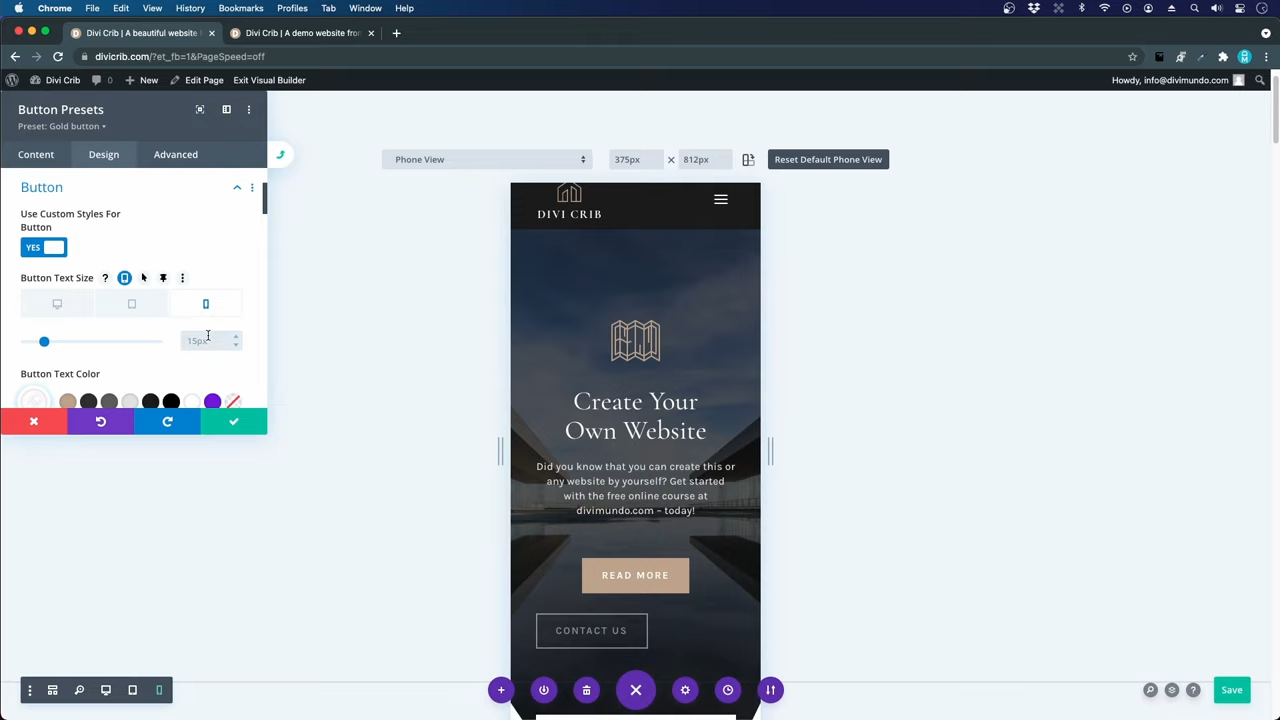 Chrome File Edit View History Bookmarks Profiles Tab Window Help
Divi Crib | A beautiful website Divi Crib | A demo website from
divicrib.com/?et_fb=1&PageSpeed=off
Divi Crib 0 New Edit Page Exit Visual Builder Howdy, info@divimundo.com
Button Presets
Preset: Gold button
Content Design Advanced
Phone View 375px 812px Reset Default Phone View
Button
Use Custom Styles For
Button
YES
Button Text Size
15px
Button Text Color
DIVI CRIB
Create Your
Own Website
Did you know that you can create this or
any website by yourself? Get started
with the free online course at
divimundo.com – today!
READ MORE
CONTACT US
Save